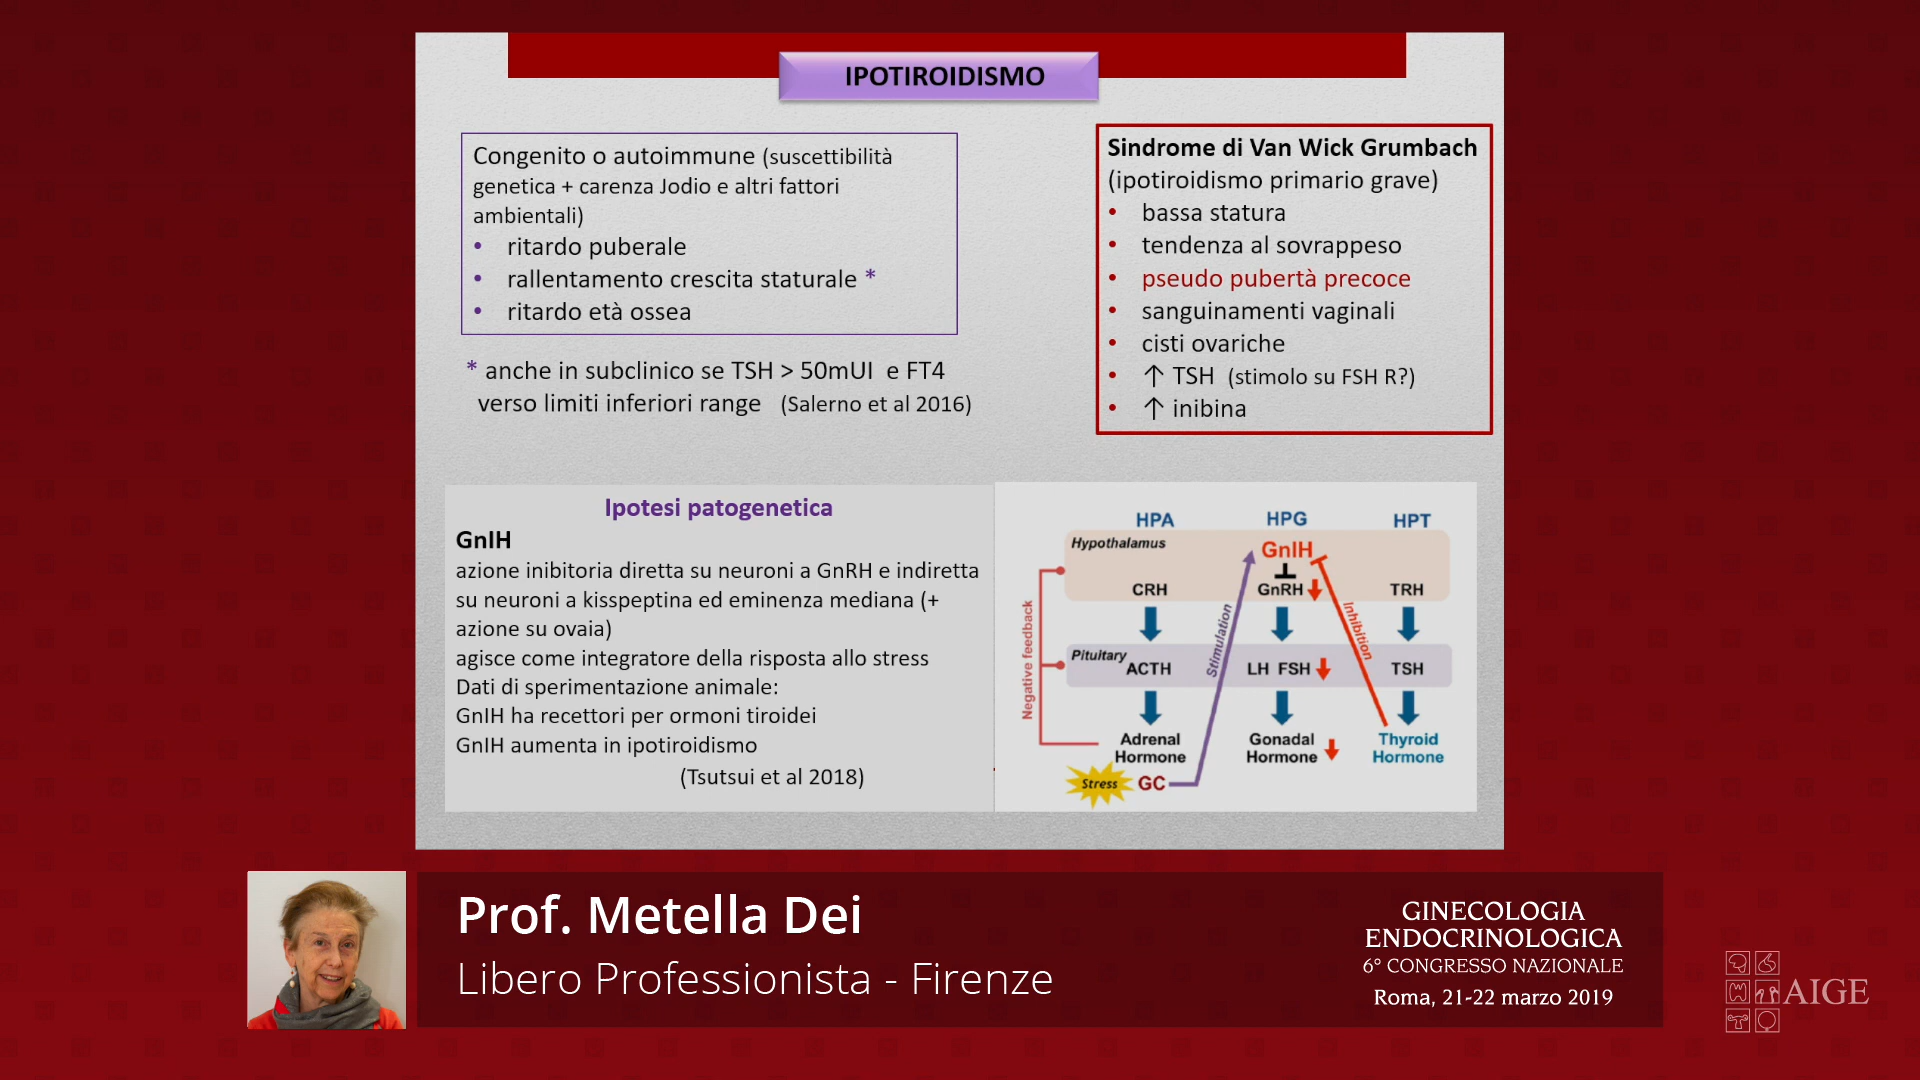 IPOTIROIDISMO
Congenito o autoimmune (suscettibilità
genetica + carenza Jodio e altri fattori
ambientali)
• ritardo puberale
• rallentamento crescita staturale *
• ritardo età ossea
* anche in subclinico se TSH > 50mUI e FT4
verso limiti inferiori range (Salerno et al 2016)
Sindrome di Van Wick Grumbach
(ipotiroidismo primario grave)
• bassa statura
• tendenza al sovrappeso
• pseudo pubertà precoce
• sanguinamenti vaginali
• cisti ovariche
• ↑ TSH (stimolo su FSH R?)
• ↑ inibina
Ipotesi patogenetica
GnIH
azione inibitoria diretta su neuroni a GnRH e indiretta
su neuroni a kisspeptina ed eminenza mediana (+
azione su ovaia)
agisce come integratore della risposta allo stress
Dati di sperimentazione animale:
GnIH ha recettori per ormoni tiroidei
GnIH aumenta in ipotiroidismo
(Tsutsui et al 2018)
HPA HPG HPT
Hypothalamus
GnIH
CRH GnRH TRH
Negative feedback
Stimulation
Inhibition
Pituitary
ACTH LH FSH TSH
Adrenal Gonadal Thyroid
Hormone Hormone Hormone
Stress GC
Prof. Metella Dei
Libero Professionista - Firenze
GINECOLOGIA
ENDOCRINOLOGICA
6° CONGRESSO NAZIONALE
Roma, 21-22 marzo 2019
AIGE